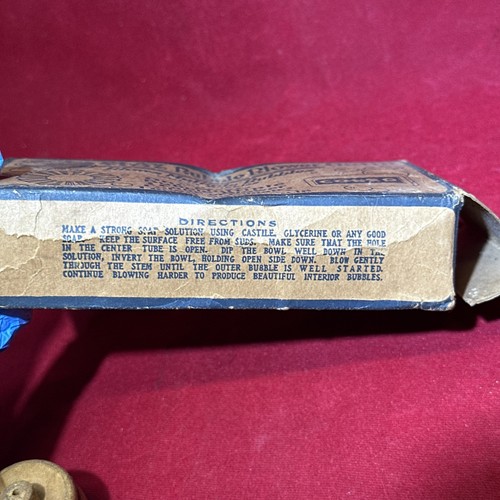 DIRECTIONS
MAKE A STRONG SOAP SOLUTION USING CASTILE, GLYCERINE OR ANY GOOD
SOAP. KEEP THE SURFACE FREE FROM SUDS. MAKE SURE THAT THE HOLE
IN THE CENTER TUBE IS OPEN. DIP THE BOWL WELL DOWN IN THE
SOLUTION, INVERT THE BOWL, HOLDING OPEN SIDE DOWN. BLOW GENTLY
THROUGH THE STEM UNTIL THE OUTER BUBBLE IS WELL STARTED.
CONTINUE BLOWING HARDER TO PRODUCE BEAUTIFUL INTERIOR BUBBLES.